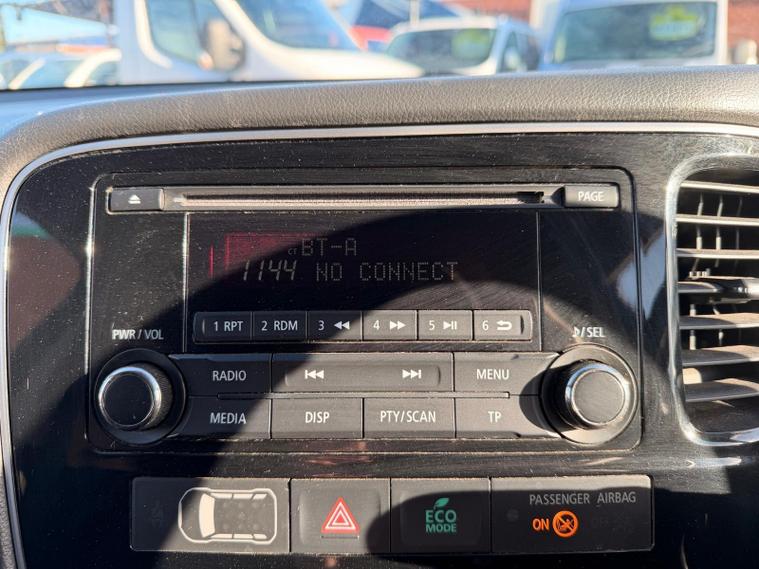 PAGE
CT BT-A
1144 NO CONNECT
1 RPT 2 RDM 3 4 5 6
PWR/VOL
/SEL
RADIO MENU
MEDIA DISP PTY/SCAN TP
PASSENGER AIRBAG
ECO
MODE
ON